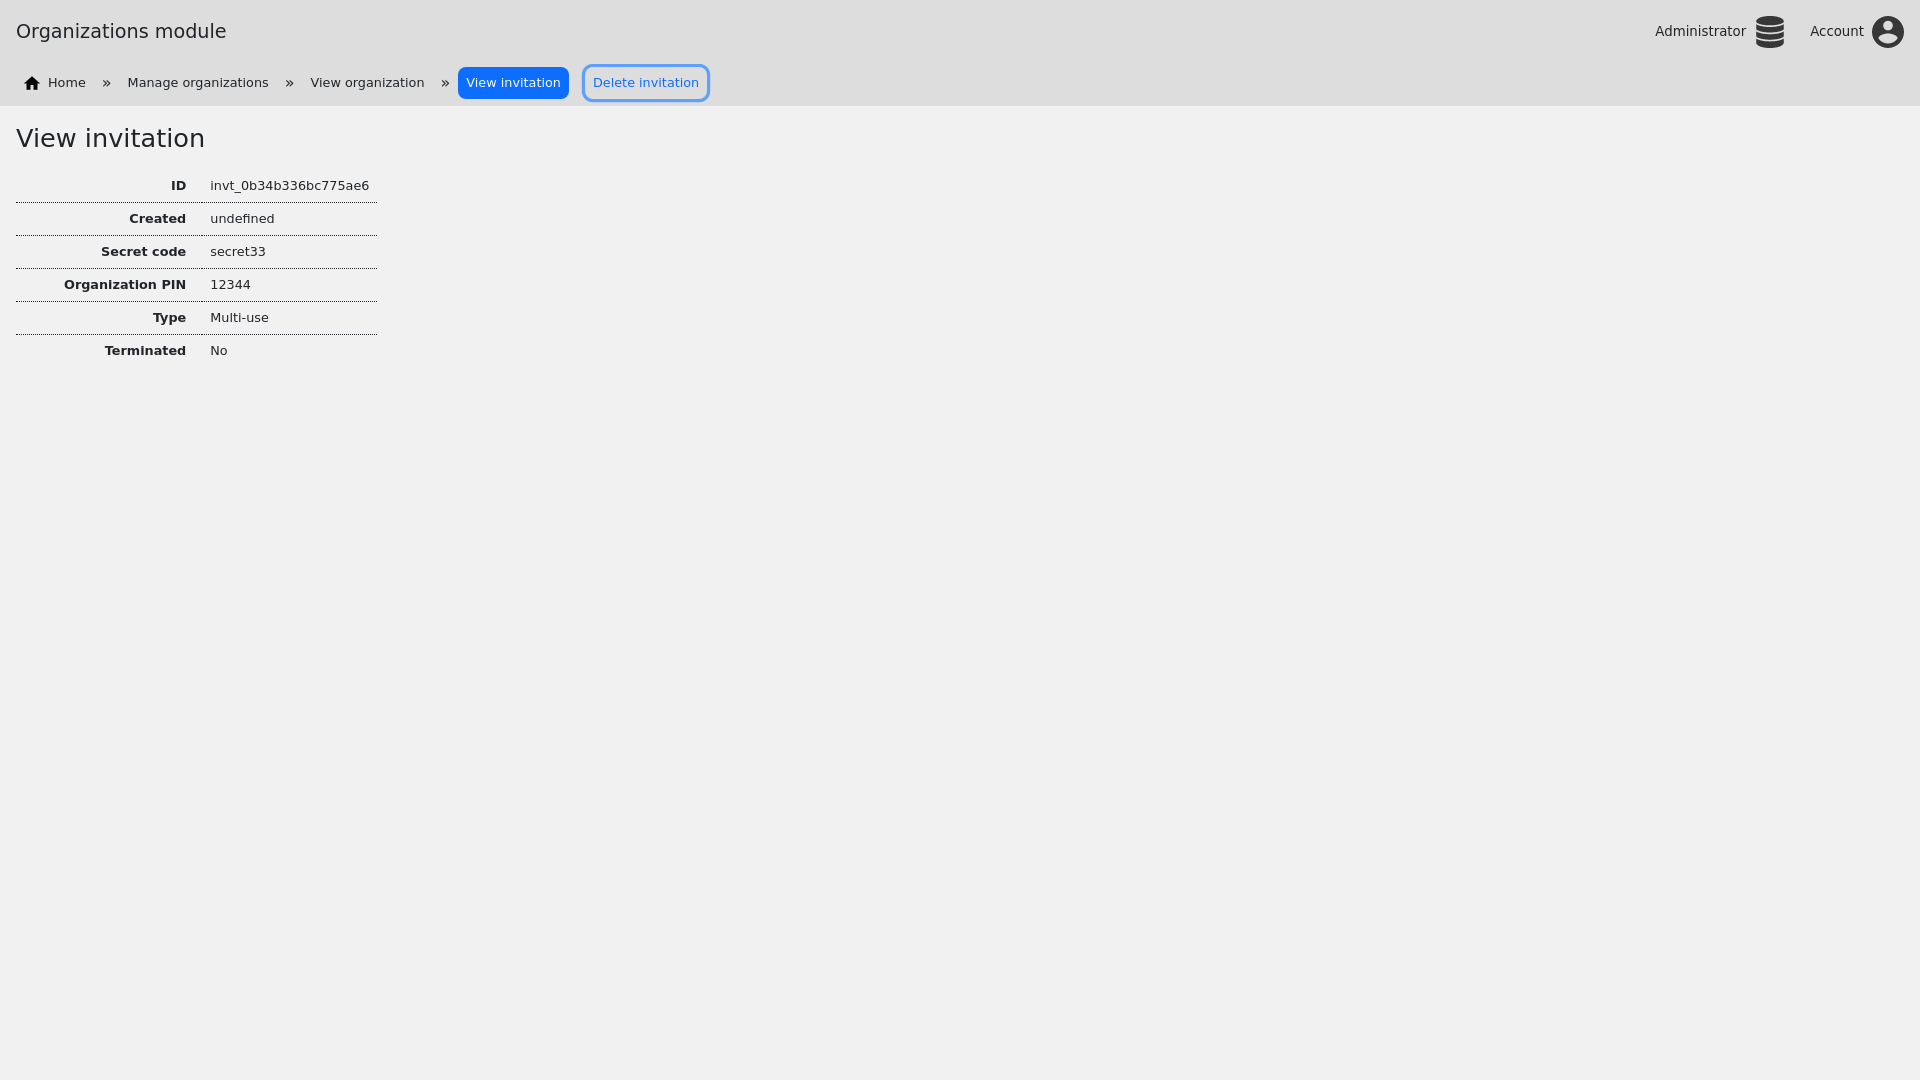 Organizations module
Administrator
Account
Home » Manage organizations » View organization » View invitation Delete invitation
View invitation
ID invt_0b34b336bc775ae6
Created undefined
Secret code secret33
Organization PIN 12344
Type Multi-use
Terminated No